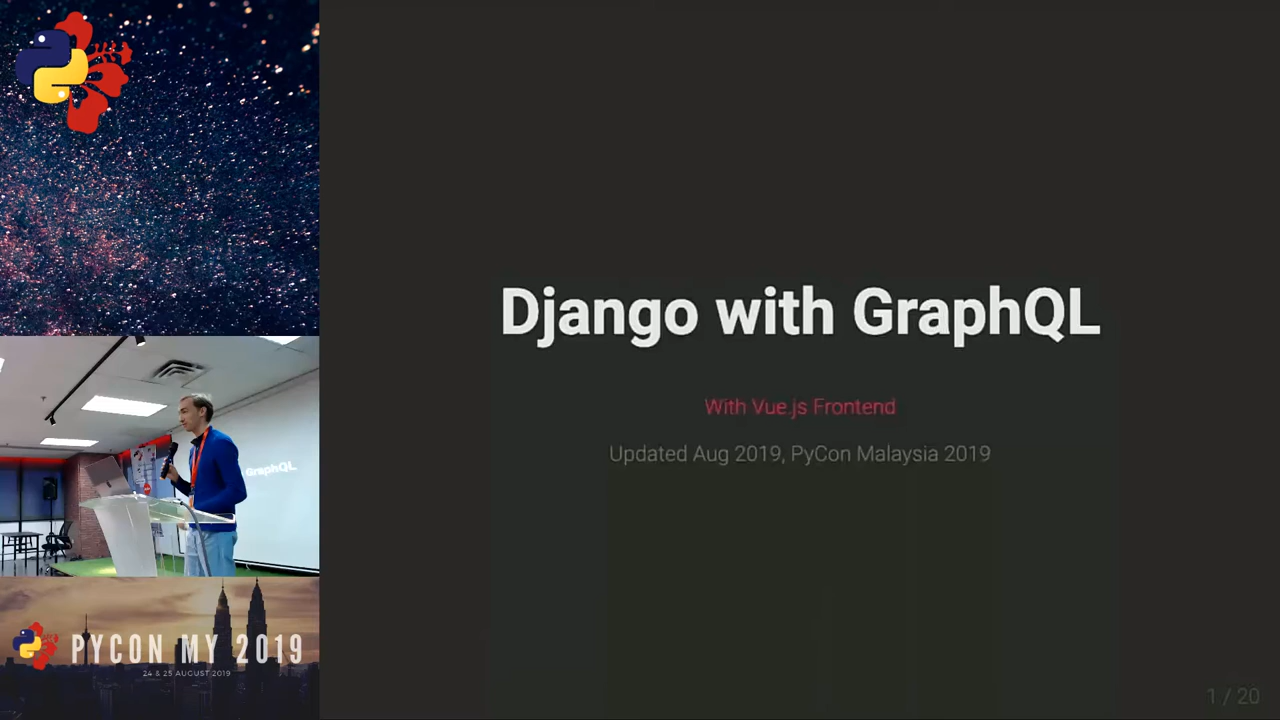 Django with GraphQL
With Vue.js Frontend
Updated Aug 2019, PyCon Malaysia 2019
1 / 20
GraphQL
PYCON MY 2019
24 & 25 AUGUST 2019